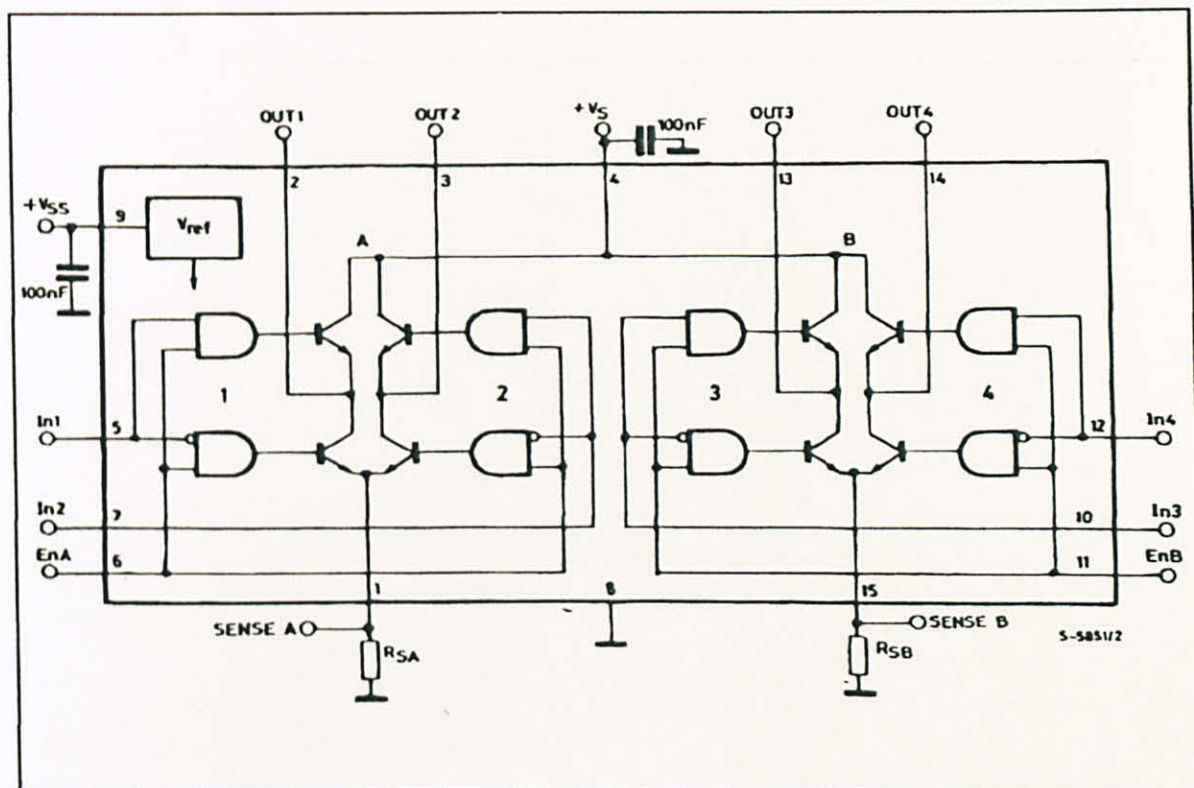 OUT1
OUT2
+VS
100nF
OUT3
OUT4
2
3
4
13
14
+VSS
9
Vref
A
B
100nF
1
2
3
4
In1
5
12
In4
In2
7
10
In3
EnA
6
11
EnB
1
8
15
SENSE A
SENSE B
RSA
RSB
S-5851/2